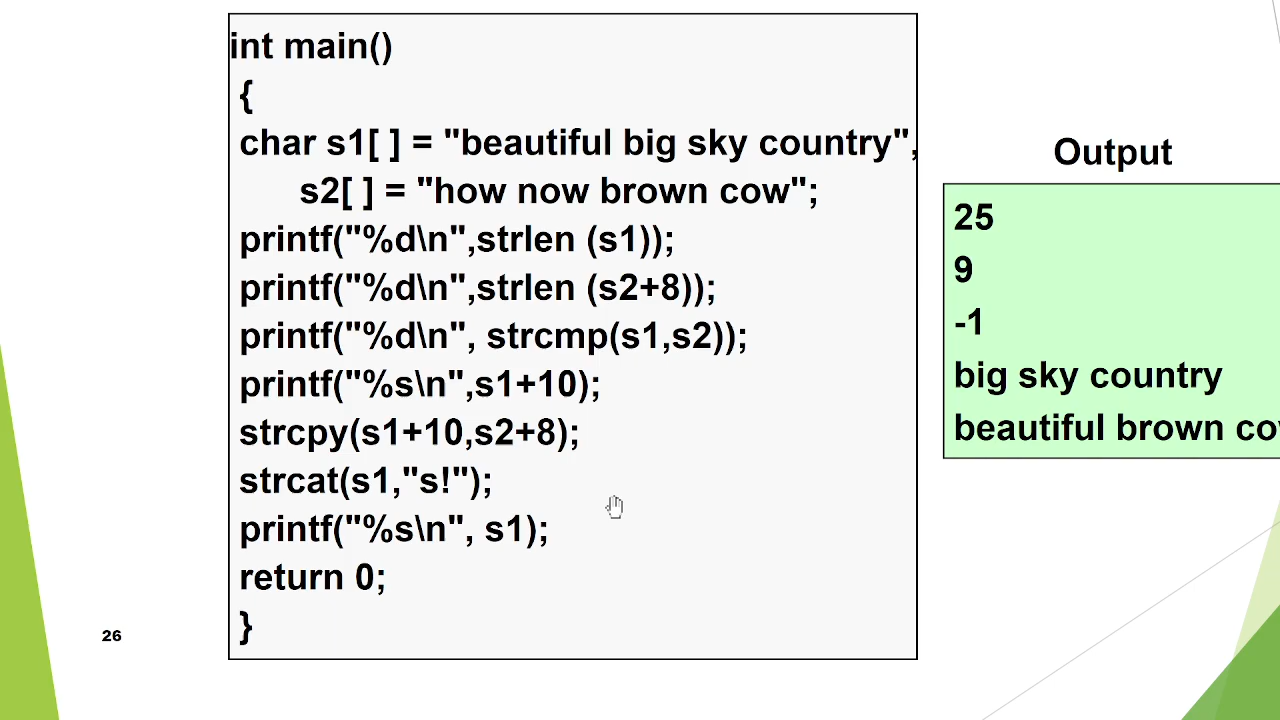 int main()
{
char s1[ ] = "beautiful big sky country",
s2[ ] = "how now brown cow";
printf("%d\n",strlen (s1));
printf("%d\n",strlen (s2+8));
printf("%d\n", strcmp(s1,s2));
printf("%s\n",s1+10);
strcpy(s1+10,s2+8);
strcat(s1,"s!");
printf("%s\n", s1);
return 0;
}
Output
25
9
-1
big sky country
beautiful brown
26